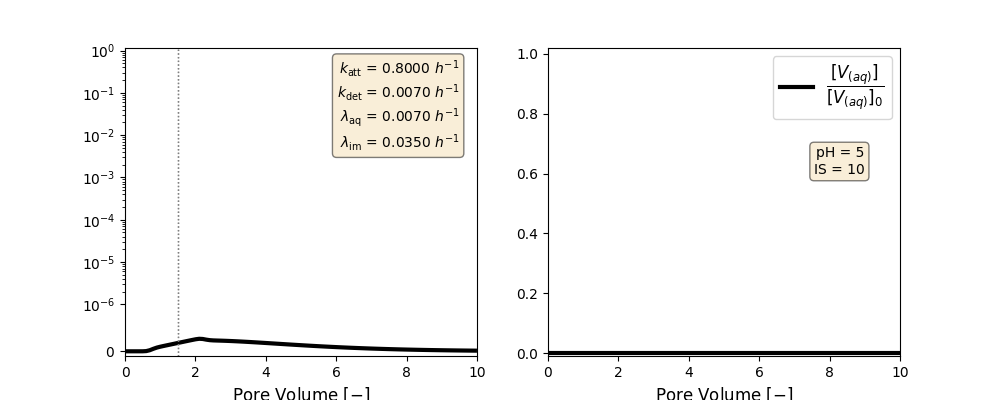 10^0
10^-1
10^-2
10^-3
10^-4
10^-5
10^-6
0
k_att = 0.8000 h^-1
k_det = 0.0070 h^-1
λ_aq = 0.0070 h^-1
λ_im = 0.0350 h^-1
0 2 4 6 8 10
Pore Volume [−]
1.0
0.8
0.6
0.4
0.2
0.0
[V_(aq)]
[V_(aq)]_0
pH = 5
IS = 10
0 2 4 6 8 10
Pore Volume [−]